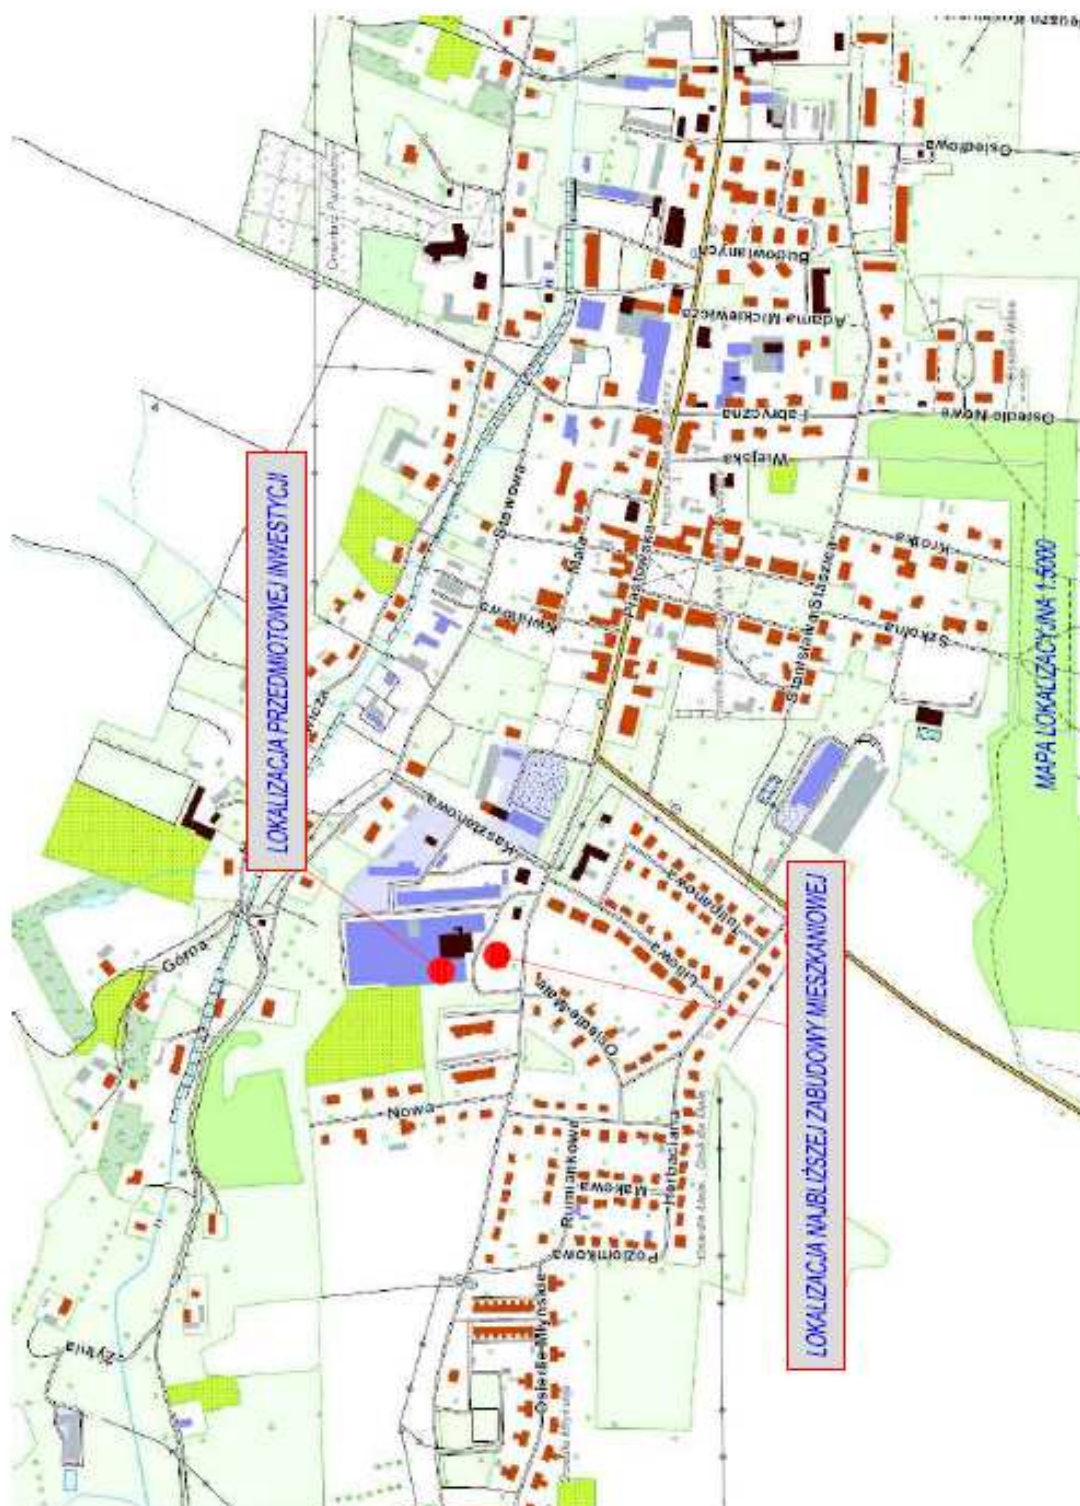 LOKALIZACJA PRZEDMIOTOWEJ INWESTYCJI
LOKALIZACJA NAJBLIŻSZEJ ZABUDOWY MIESZKANIOWEJ
MAPA LOKALIZACYJNA 1:5000
Żytnia
Górna
Nowa
Kasztanowa
Stawowa
Kwiatowa
Mała
Piastowska
Adama Mickiewicza
Budowlanych
Osiedlowa
Fabryczna
Wiejska
Osiedle Nowe
Krótka
Szkolna
Stanisława Staszica
Tulipanowa
Liliowa
Osiedle Małe
Rumiankowa
Makowa
Herbaciana
Poziomkowa
Osiedle Młyńskie